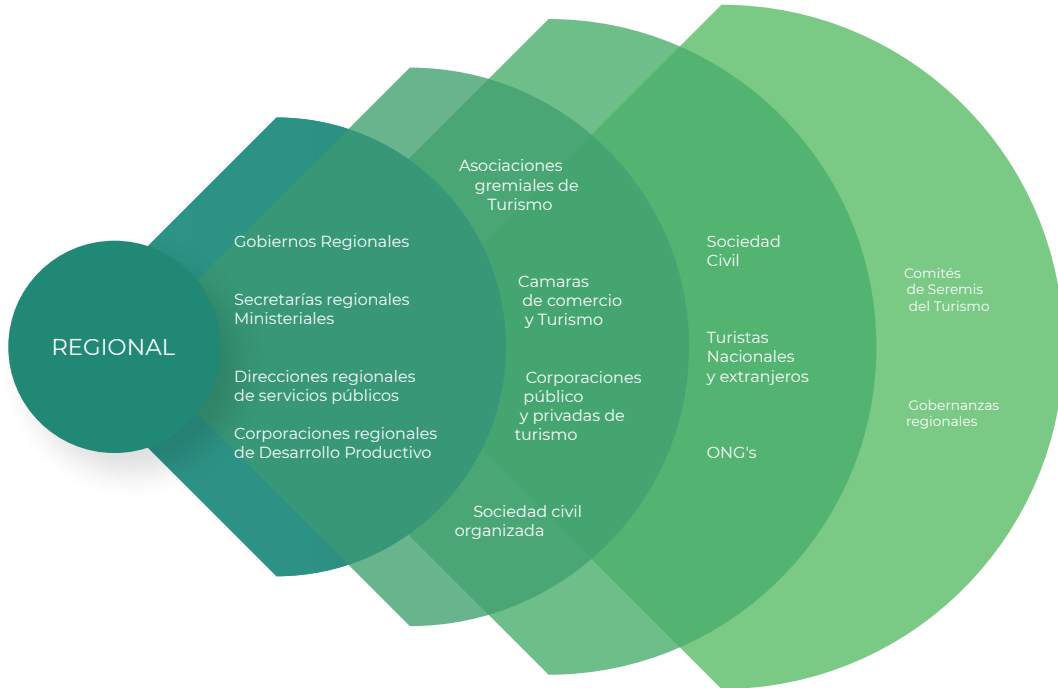 REGIONAL
Gobiernos Regionales
Secretarías regionales
Ministeriales
Direcciones regionales
de servicios públicos
Corporaciones regionales
de Desarrollo Productivo
Asociaciones
gremiales de
Turismo
Camaras
de comercio
y Turismo
Corporaciones
público
y privadas de
turismo
Sociedad civil
organizada
Sociedad
Civil
Turistas
Nacionales
y extranjeros
ONG's
Comités
de Seremis
del Turismo
Gobernanzas
regionales